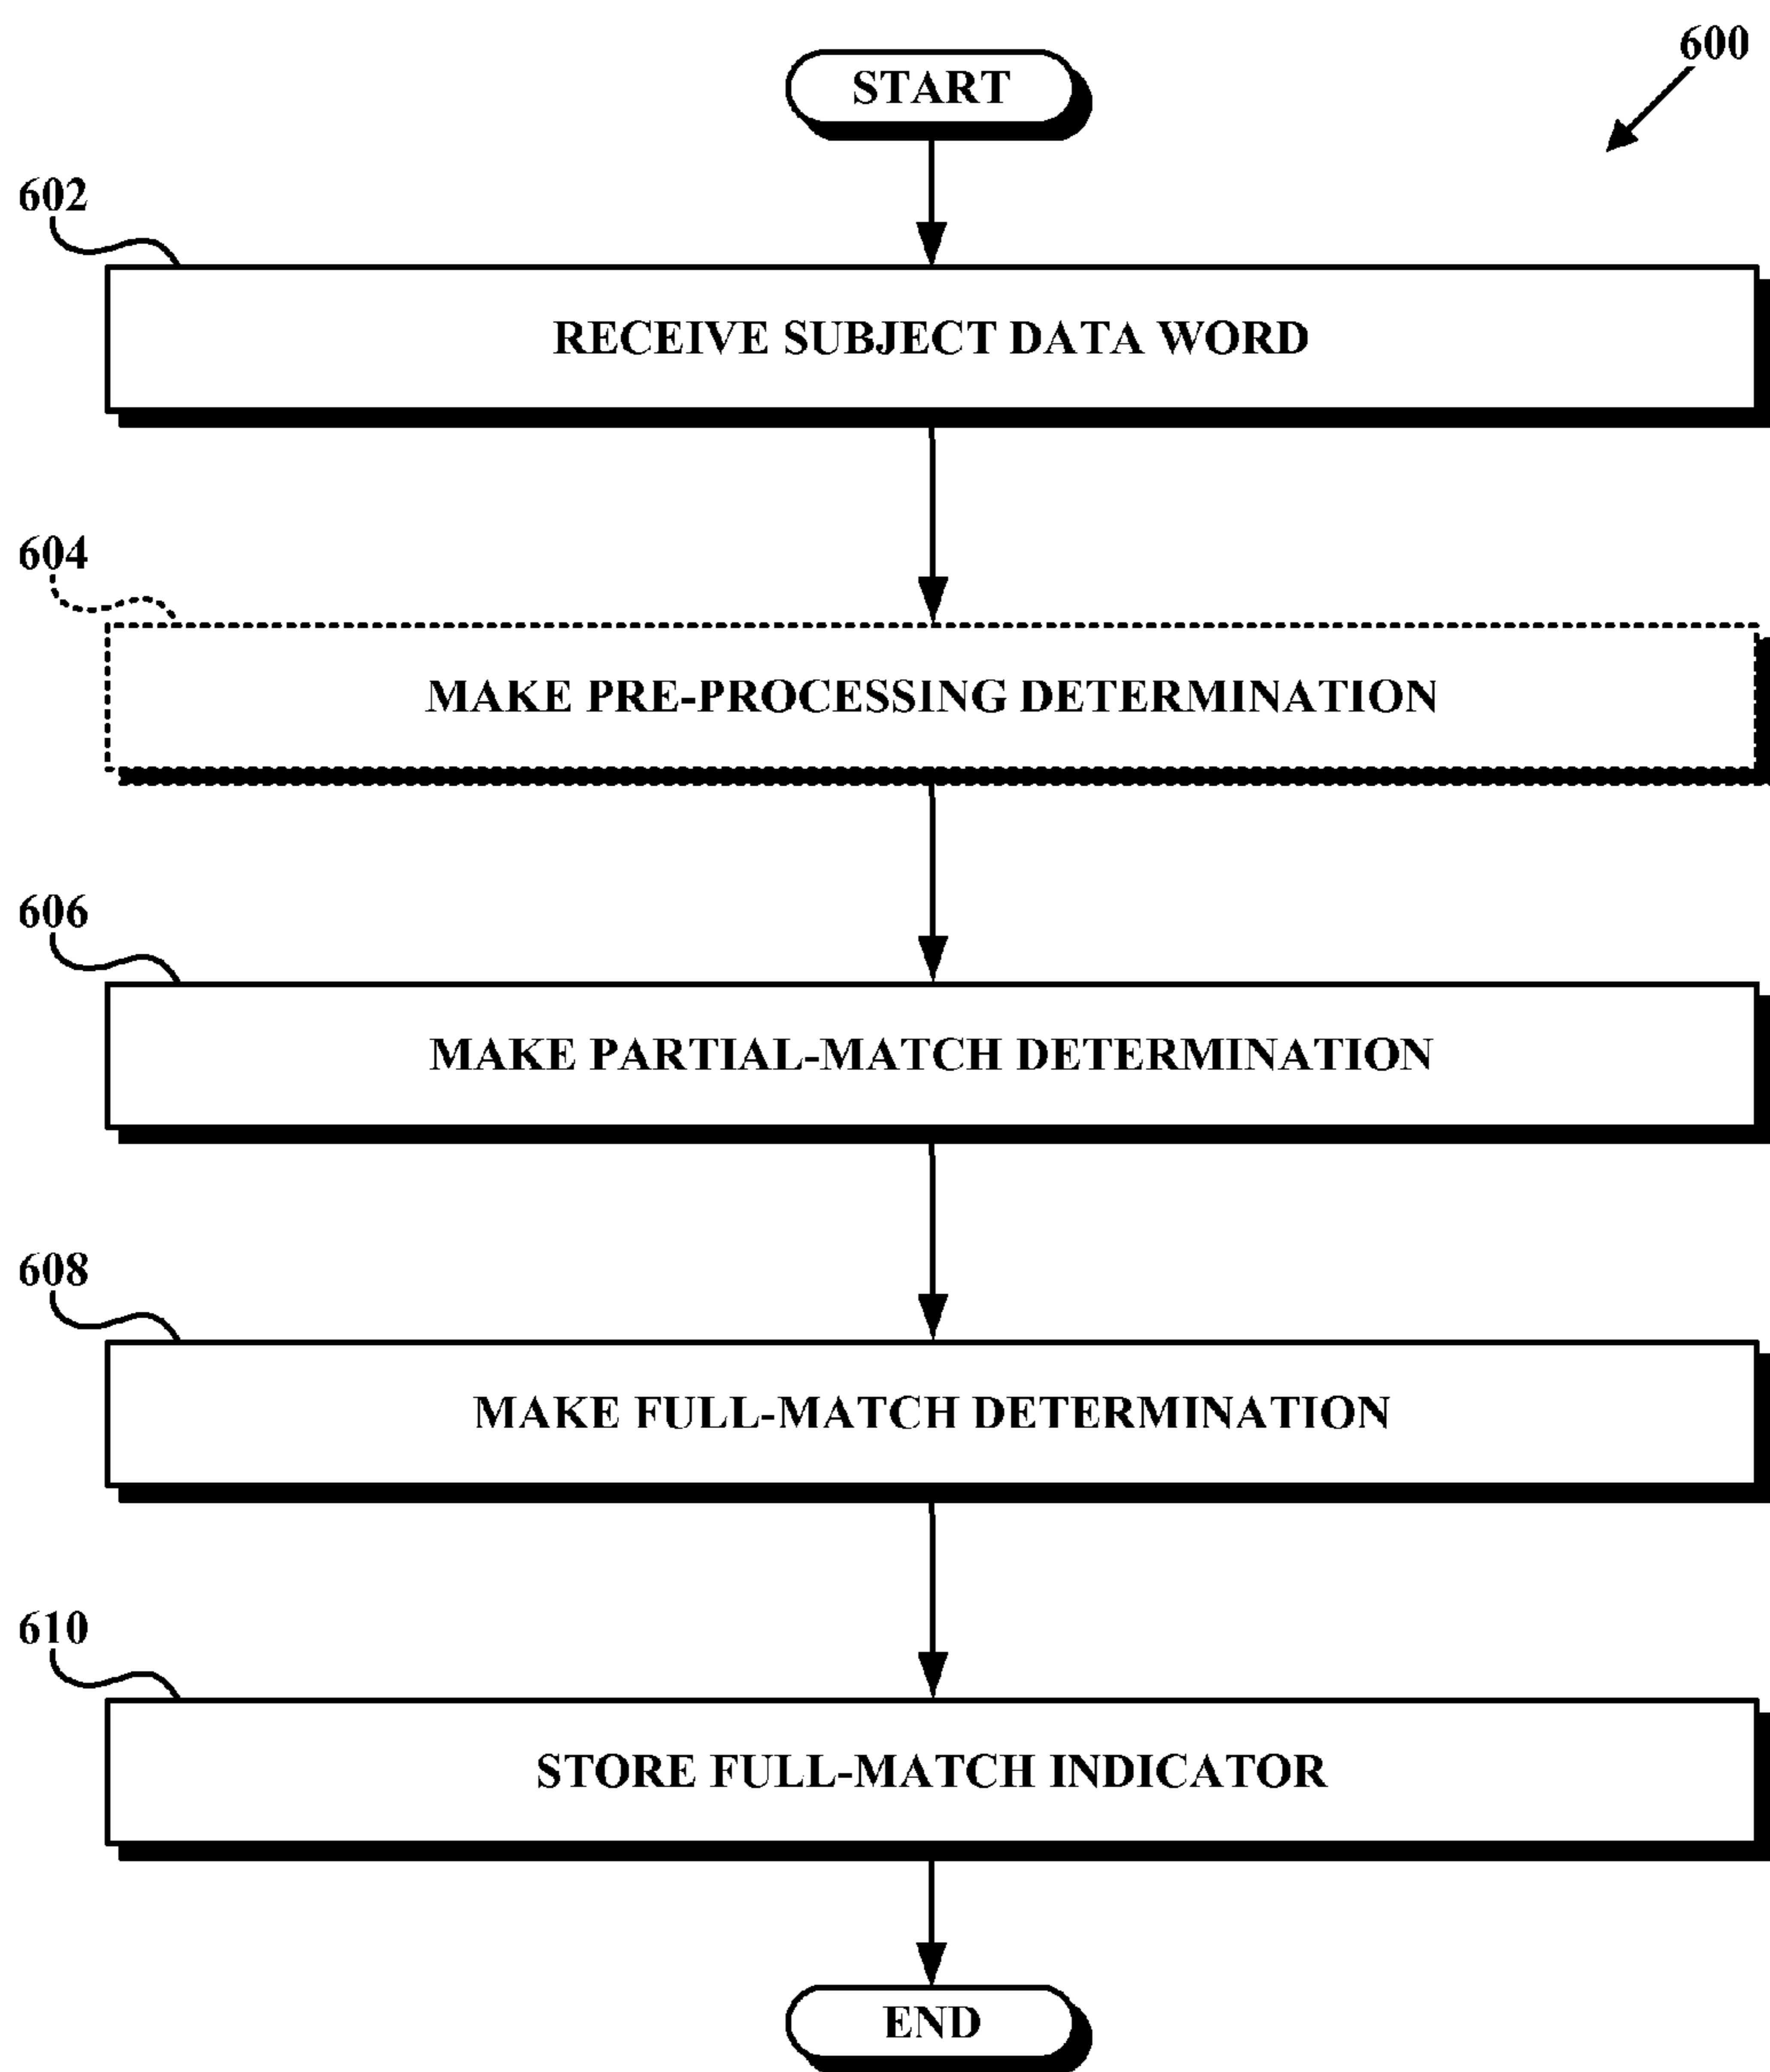 600
START
602
RECEIVE SUBJECT DATA WORD
604
MAKE PRE-PROCESSING DETERMINATION
606
MAKE PARTIAL-MATCH DETERMINATION
608
MAKE FULL-MATCH DETERMINATION
610
STORE FULL-MATCH INDICATOR
END